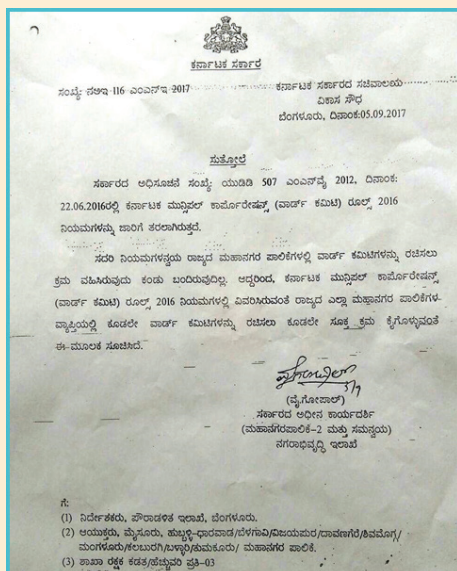 ಕರ್ನಾಟಕ ಸರ್ಕಾರ
ಸಂಖ್ಯೆ: ನಅಇ 116 ಎಂಎನ್‌ಇ 2017
ಕರ್ನಾಟಕ ಸರ್ಕಾರದ ಸಚಿವಾಲಯ
ವಿಕಾಸ ಸೌಧ
ಬೆಂಗಳೂರು, ದಿನಾಂಕ:05.09.2017
ಸುತ್ತೋಲೆ
ಸರ್ಕಾರದ ಅಧಿಸೂಚನೆ ಸಂಖ್ಯೆ: ಯುಡಿಡಿ 507 ಎಂಎನ್‌ವೈ 2012, ದಿನಾಂಕ:
22.06.2016ರಲ್ಲಿ ಕರ್ನಾಟಕ ಮುನ್ಸಿಪಲ್ ಕಾರ್ಪೊರೇಷನ್ಸ್ (ವಾರ್ಡ್ ಕಮಿಟಿ) ರೂಲ್ಸ್ 2016
ನಿಯಮಗಳನ್ನು ಜಾರಿಗೆ ತರಲಾಗಿರುತ್ತದೆ.
ಸದರಿ ನಿಯಮಗಳನ್ವಯ ರಾಜ್ಯದ ಮಹಾನಗರ ಪಾಲಿಕೆಗಳಲ್ಲಿ ವಾರ್ಡ್ ಕಮಿಟಿಗಳನ್ನು ರಚಿಸಲು
ಕ್ರಮ ವಹಿಸಿರುವುದು ಕಂಡು ಬಂದಿರುವುದಿಲ್ಲ. ಆದ್ದರಿಂದ, ಕರ್ನಾಟಕ ಮುನ್ಸಿಪಲ್ ಕಾರ್ಪೊರೇಷನ್ಸ್
(ವಾರ್ಡ್ ಕಮಿಟಿ) ರೂಲ್ಸ್ 2016 ನಿಯಮಗಳಲ್ಲಿ ವಿವರಿಸಿರುವಂತೆ ರಾಜ್ಯದ ಎಲ್ಲಾ ಮಹಾನಗರ ಪಾಲಿಕೆಗಳ
ವ್ಯಾಪ್ತಿಯಲ್ಲಿ ಕೂಡಲೇ ವಾರ್ಡ್ ಕಮಿಟಿಗಳನ್ನು ರಚಿಸಲು ಕೂಡಲೇ ಸೂಕ್ತ ಕ್ರಮ ಕೈಗೊಳ್ಳುವಂತೆ
ಈ ಮೂಲಕ ಸೂಚಿಸಿದೆ.
5/9
(ವೈ.ಗೋಪಾಲ್)
ಸರ್ಕಾರದ ಅಧೀನ ಕಾರ್ಯದರ್ಶಿ
(ಮಹಾನಗರಪಾಲಿಕೆ-2 ಮತ್ತು ಸಮನ್ವಯ)
ನಗರಾಭಿವೃದ್ಧಿ ಇಲಾಖೆ
ಗೆ:
(1) ನಿರ್ದೇಶಕರು, ಪೌರಾಡಳಿತ ಇಲಾಖೆ, ಬೆಂಗಳೂರು.
(2) ಆಯುಕ್ತರು, ಮೈಸೂರು, ಹುಬ್ಬಳ್ಳಿ-ಧಾರವಾಡ/ಬೆಳಗಾವಿ/ವಿಜಯಪುರ/ದಾವಣಗೆರೆ/ಶಿವಮೊಗ್ಗ/
ಮಂಗಳೂರು/ಕಲಬುರಗಿ/ಬಳ್ಳಾರಿ/ತುಮಕೂರು/ ಮಹಾನಗರ ಪಾಲಿಕೆ.
(3) ಶಾಖಾ ರಕ್ಷಕ ಕಡತ/ಹೆಚ್ಚುವರಿ ಪ್ರತಿ-03